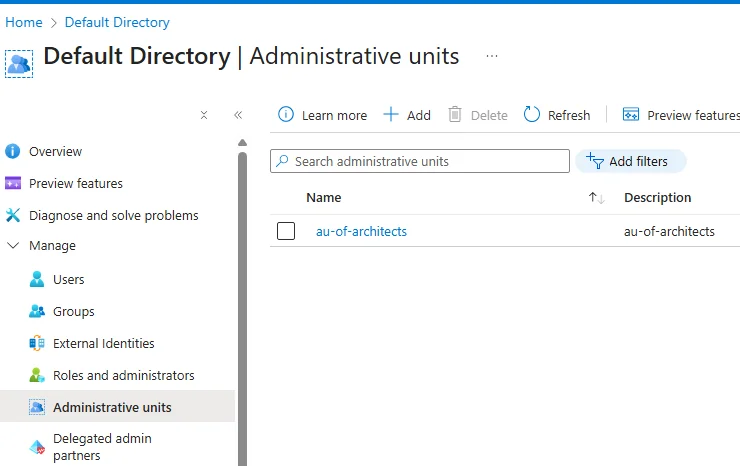 Home > Default Directory
Default Directory | Administrative units ...
Learn more Add Delete Refresh Preview features
Search administrative units Add filters
Name Description
au-of-architects au-of-architects
Overview
Preview features
Diagnose and solve problems
Manage
Users
Groups
External Identities
Roles and administrators
Administrative units
Delegated admin
partners